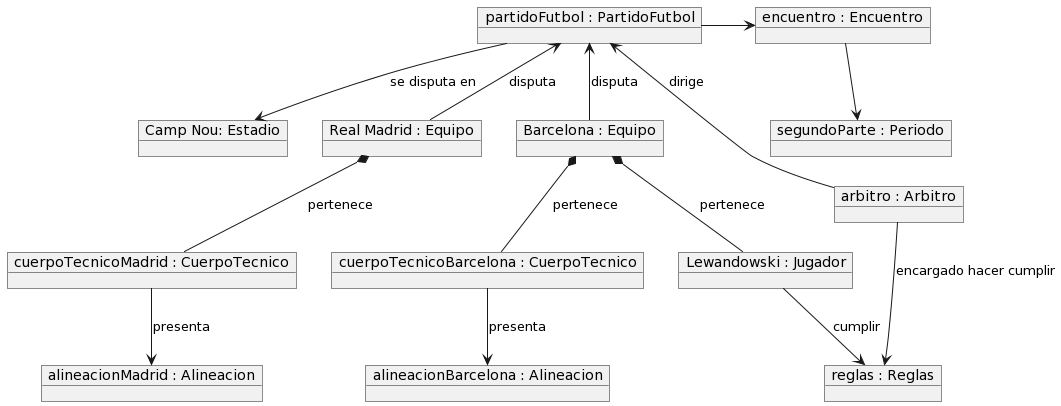 partidoFutbol : PartidoFutbol
encuentro : Encuentro
se disputa en
disputa
disputa
dirige
Camp Nou: Estadio
Real Madrid : Equipo
Barcelona : Equipo
segundoParte : Periodo
arbitro : Arbitro
pertenece
pertenece
pertenece
cuerpoTecnicoMadrid : CuerpoTecnico
cuerpoTecnicoBarcelona : CuerpoTecnico
Lewandowski : Jugador
encargado hacer cumplir
presenta
presenta
cumplir
alineacionMadrid : Alineacion
alineacionBarcelona : Alineacion
reglas : Reglas